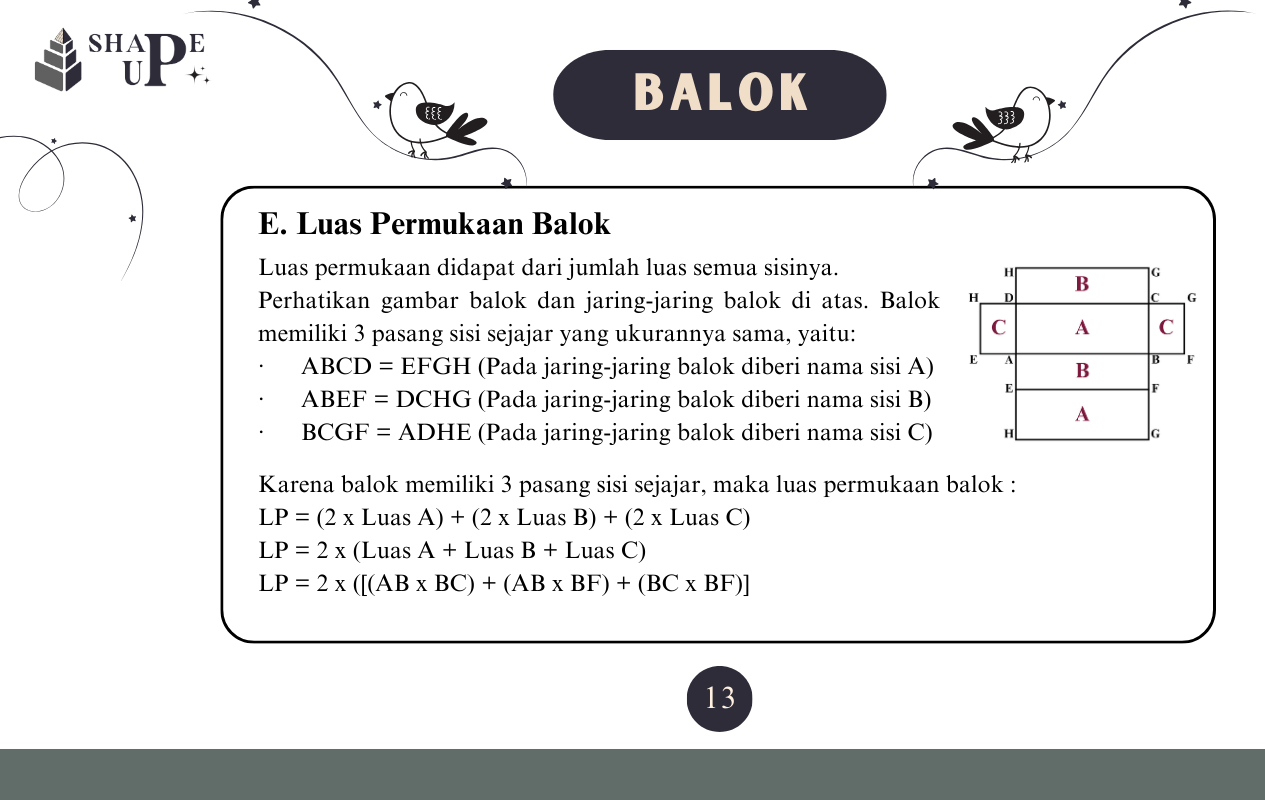 SHAPE
UP
BALOK
E. Luas Permukaan Balok
Luas permukaan didapat dari jumlah luas semua sisinya.
Perhatikan gambar balok dan jaring-jaring balok di atas. Balok
memiliki 3 pasang sisi sejajar yang ukurannya sama, yaitu:
· ABCD = EFGH (Pada jaring-jaring balok diberi nama sisi A)
· ABEF = DCHG (Pada jaring-jaring balok diberi nama sisi B)
· BCGF = ADHE (Pada jaring-jaring balok diberi nama sisi C)
H B G
H D C G
C A C
E A B F
B
E F
A
H G
Karena balok memiliki 3 pasang sisi sejajar, maka luas permukaan balok :
LP = (2 x Luas A) + (2 x Luas B) + (2 x Luas C)
LP = 2 x (Luas A + Luas B + Luas C)
LP = 2 x ([(AB x BC) + (AB x BF) + (BC x BF)]
13